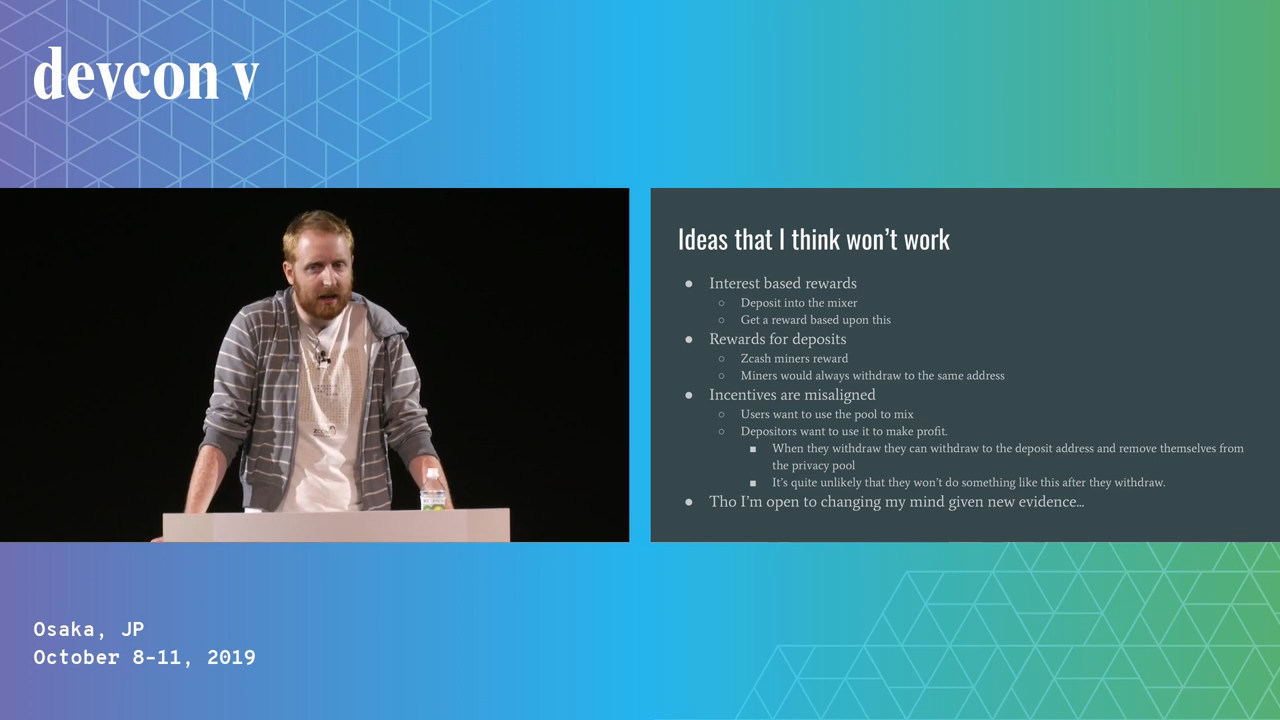 devcon v
Ideas that I think won't work
● Interest based rewards
○ Deposit into the mixer
○ Get a reward based upon this
● Rewards for deposits
○ Zcash miners reward
○ Miners would always withdraw to the same address
● Incentives are misaligned
○ Users want to use the pool to mix
○ Depositors want to use it to make profit.
■ When they withdraw they can withdraw to the deposit address and remove themselves from
the privacy pool
■ It's quite unlikely that they won't do something like this after they withdraw.
● Tho I'm open to changing my mind given new evidence...
Osaka, JP
October 8-11, 2019